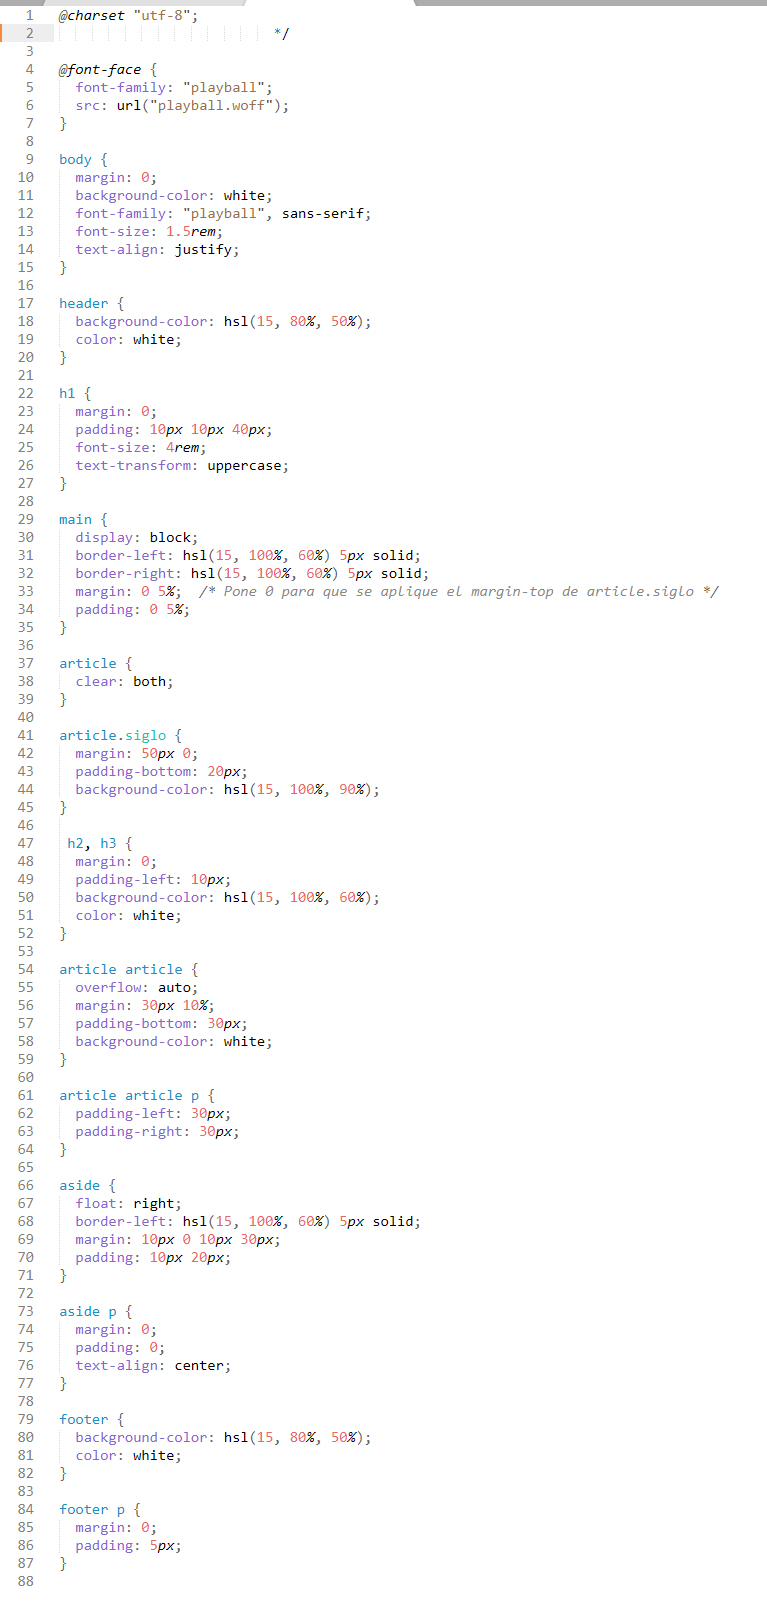 1 @charset "utf-8";
2 */
3
4 @font-face {
5 font-family: "playball";
6 src: url("playball.woff");
7 }
8
9 body {
10 margin: 0;
11 background-color: white;
12 font-family: "playball", sans-serif;
13 font-size: 1.5rem;
14 text-align: justify;
15 }
16
17 header {
18 background-color: hsl(15, 80%, 50%);
19 color: white;
20 }
21
22 h1 {
23 margin: 0;
24 padding: 10px 10px 40px;
25 font-size: 4rem;
26 text-transform: uppercase;
27 }
28
29 main {
30 display: block;
31 border-left: hsl(15, 100%, 60%) 5px solid;
32 border-right: hsl(15, 100%, 60%) 5px solid;
33 margin: 0 5%; /* Pone 0 para que se aplique el margin-top de article.siglo */
34 padding: 0 5%;
35 }
36
37 article {
38 clear: both;
39 }
40
41 article.siglo {
42 margin: 50px 0;
43 padding-bottom: 20px;
44 background-color: hsl(15, 100%, 90%);
45 }
46
47 h2, h3 {
48 margin: 0;
49 padding-left: 10px;
50 background-color: hsl(15, 100%, 60%);
51 color: white;
52 }
53
54 article article {
55 overflow: auto;
56 margin: 30px 10%;
57 padding-bottom: 30px;
58 background-color: white;
59 }
60
61 article article p {
62 padding-left: 30px;
63 padding-right: 30px;
64 }
65
66 aside {
67 float: right;
68 border-left: hsl(15, 100%, 60%) 5px solid;
69 margin: 10px 0 10px 30px;
70 padding: 10px 20px;
71 }
72
73 aside p {
74 margin: 0;
75 padding: 0;
76 text-align: center;
77 }
78
79 footer {
80 background-color: hsl(15, 80%, 50%);
81 color: white;
82 }
83
84 footer p {
85 margin: 0;
86 padding: 5px;
87 }
88